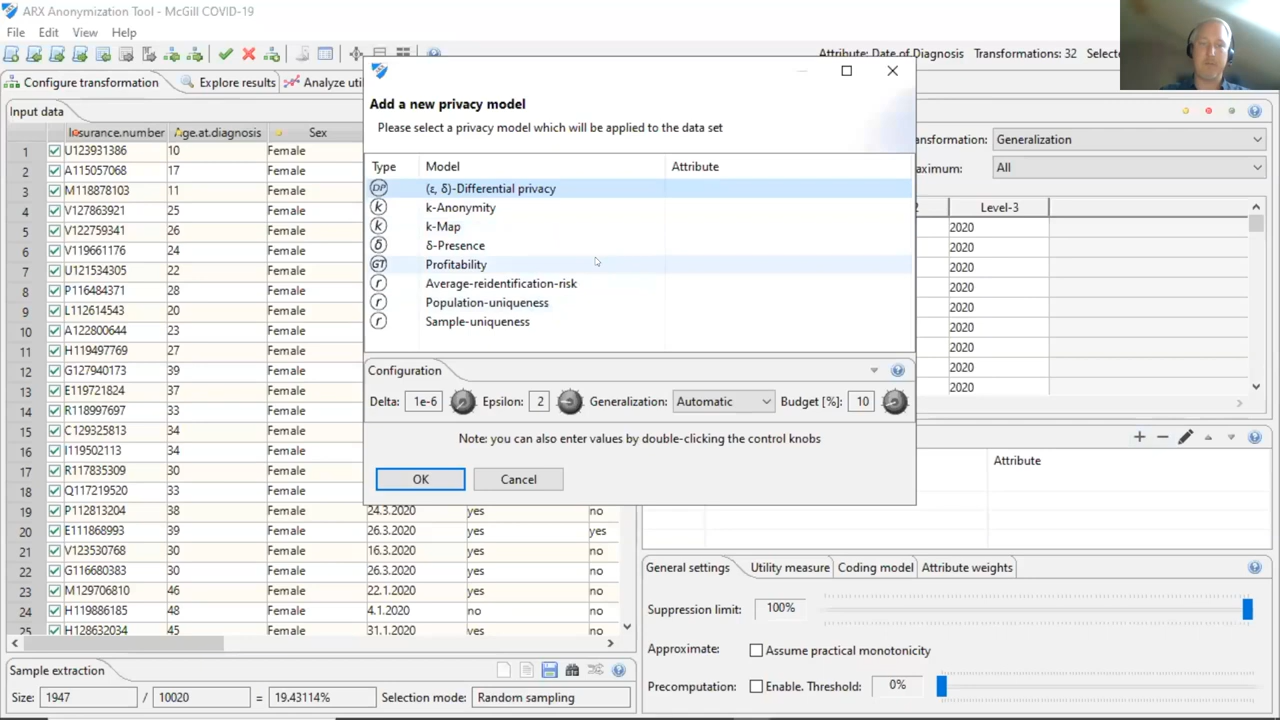 ARX Anonymization Tool - McGill COVID-19
File Edit View Help
Attribute: Date of Diagnosis Transformations: 32
Configure transformation Explore results Analyze uti
Input data
Insurance.number Age.at.diagnosis Sex
1 U123931386 10 Female
2 A115057068 17 Female
3 M118878103 11 Female
4 V127863921 25 Female
5 V122759341 26 Female
6 V119661176 24 Female
7 U121534305 22 Female
8 P116484371 28 Female
9 L112614543 20 Female
10 A122800644 23 Female
11 H119497769 27 Female
12 G127940173 39 Female
13 E119721824 37 Female
14 R118997697 33 Female
15 C129325813 34 Female
16 I119502113 34 Female
17 R117835309 30 Female
18 Q117219520 33 Female
19 P112813204 38 Female 24.3.2020 yes no
20 E111868993 39 Female 26.3.2020 yes yes
21 V123530768 30 Female 16.3.2020 yes no
22 G116680383 30 Female 26.3.2020 yes no
23 M129706810 46 Female 22.1.2020 yes no
24 H119886185 48 Female 4.1.2020 no no
25 H128632034 45 Female 31.1.2020 yes no
Sample extraction
Size: 1947 / 10020 = 19.43114% Selection mode: Random sampling
Add a new privacy model
Please select a privacy model which will be applied to the data set
Type Model Attribute
DP (ε, δ)-Differential privacy
k k-Anonymity
k k-Map
δ δ-Presence
GT Profitability
r Average-reidentification-risk
r Population-uniqueness
r Sample-uniqueness
Configuration
Delta: 1e-6 Epsilon: 2 Generalization: Automatic Budget [%]: 10
Note: you can also enter values by double-clicking the control knobs
OK Cancel
nsformation: Generalization
aximum: All
Level-3
2020
2020
2020
2020
2020
2020
2020
2020
2020
Attribute
General settings Utility measure Coding model Attribute weights
Suppression limit: 100%
Approximate: Assume practical monotonicity
Precomputation: Enable. Threshold: 0%